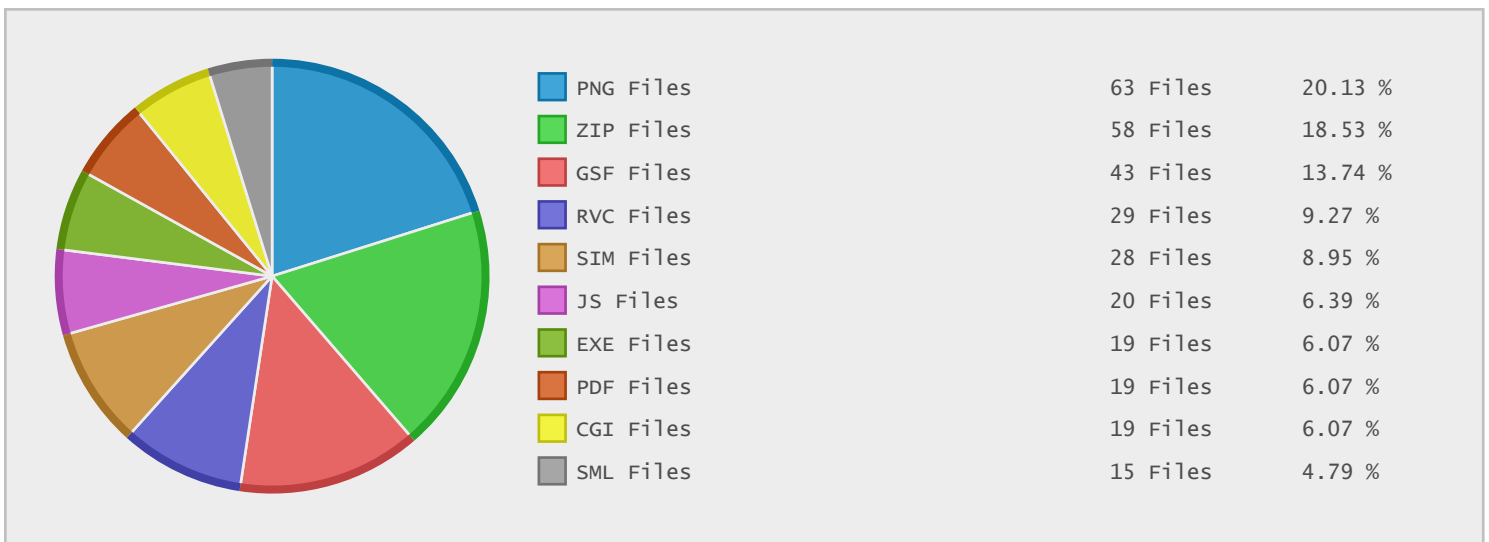 PNG Files 63 Files 20.13 %
ZIP Files 58 Files 18.53 %
GSF Files 43 Files 13.74 %
RVC Files 29 Files 9.27 %
SIM Files 28 Files 8.95 %
JS Files 20 Files 6.39 %
EXE Files 19 Files 6.07 %
PDF Files 19 Files 6.07 %
CGI Files 19 Files 6.07 %
SML Files 15 Files 4.79 %